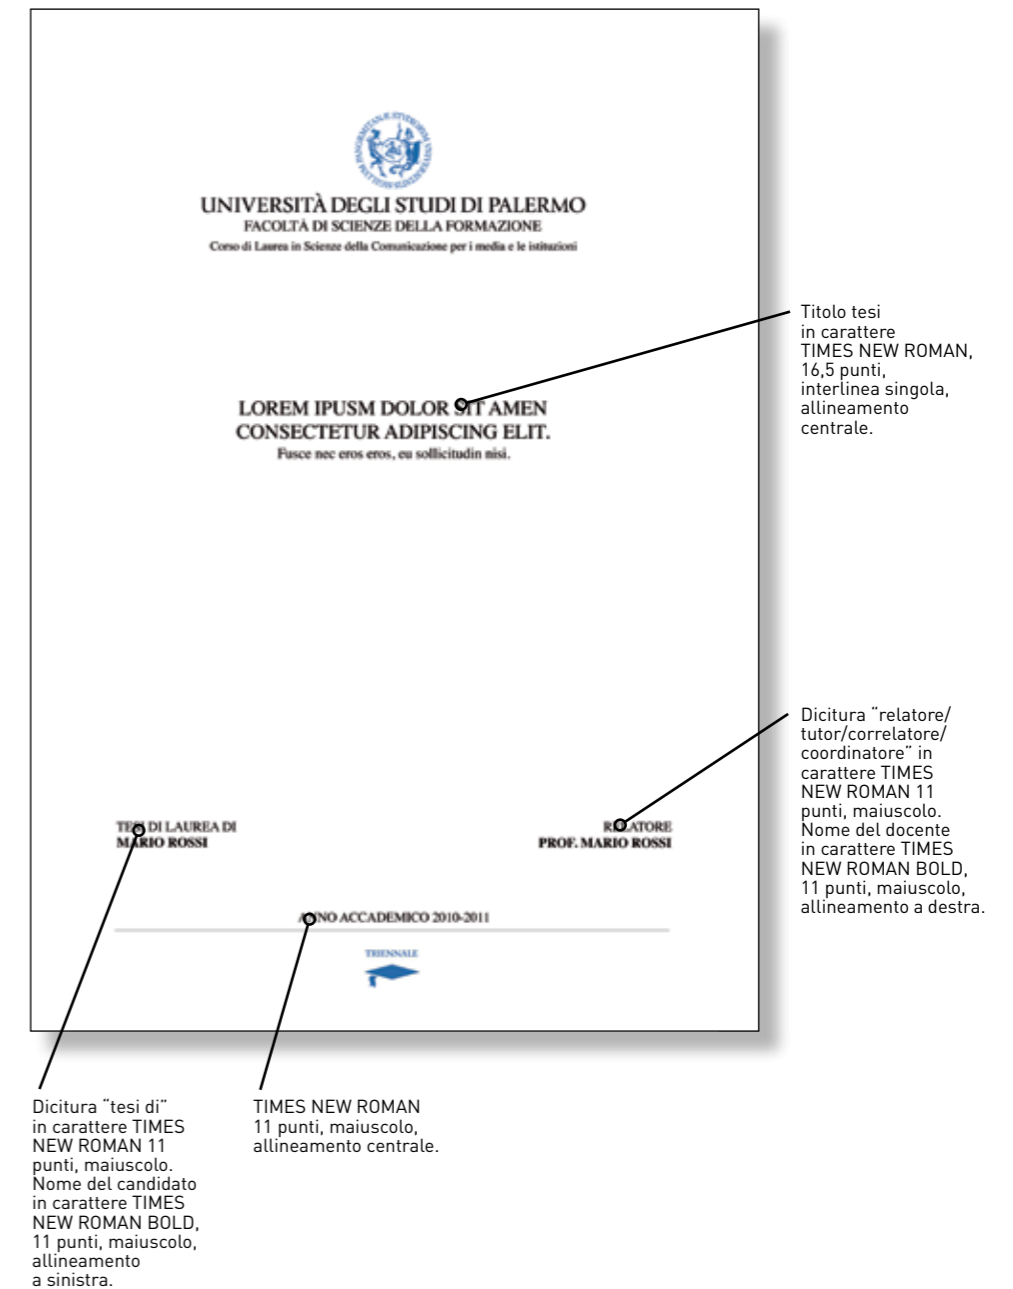 UNIVERSITÀ DEGLI STUDI DI PALERMO
FACOLTÀ DI SCIENZE DELLA FORMAZIONE
Corso di Laurea in Scienze della Comunicazione per i media e le istituzioni
LOREM IPUSM DOLOR SIT AMEN
CONSECTETUR ADIPISCING ELIT.
Fusce nec eros eros, eu sollicitudin nisi.
Titolo tesi
in carattere
TIMES NEW ROMAN,
16,5 punti,
interlinea singola,
allineamento
centrale.
TESI DI LAUREA DI
MARIO ROSSI
RELATORE
PROF. MARIO ROSSI
Dicitura “relatore/
tutor/correlatore/
coordinatore” in
carattere TIMES
NEW ROMAN 11
punti, maiuscolo.
Nome del docente
in carattere TIMES
NEW ROMAN BOLD,
11 punti, maiuscolo,
allineamento a destra.
ANNO ACCADEMICO 2010-2011
TRIENNALE
Dicitura “tesi di”
in carattere TIMES
NEW ROMAN 11
punti, maiuscolo.
Nome del candidato
in carattere TIMES
NEW ROMAN BOLD,
11 punti, maiuscolo,
allineamento
a sinistra.
TIMES NEW ROMAN
11 punti, maiuscolo,
allineamento centrale.